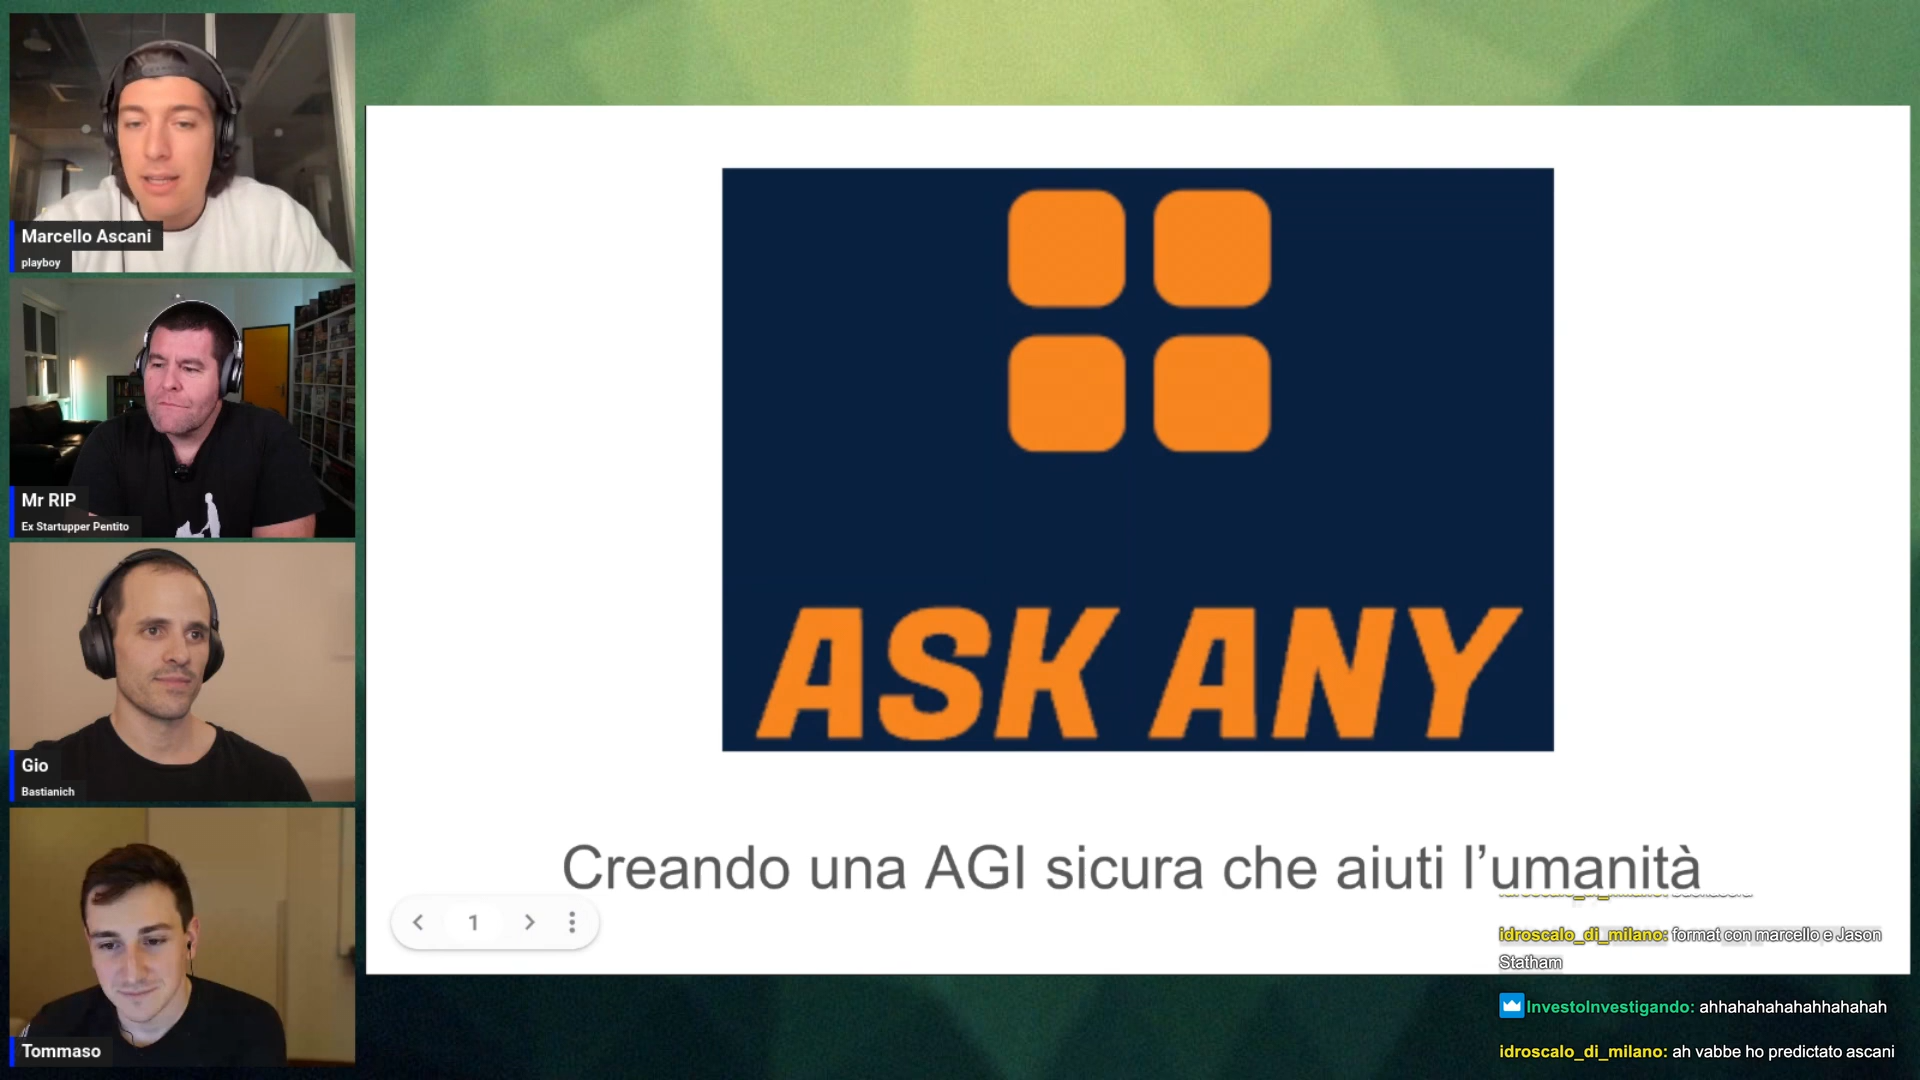 Marcello Ascani
playboy
Mr RIP
Ex Startupper Pentito
Gio
Bastianich
Tommaso
ASK ANY
Creando una AGI sicura che aiuti l’umanità
1
idroscalo_di_milano: format con marcello e Jason
Statham
InvestoInvestigando: ahhahahahahahhahahah
idroscalo_di_milano: ah vabbe ho predictato ascani